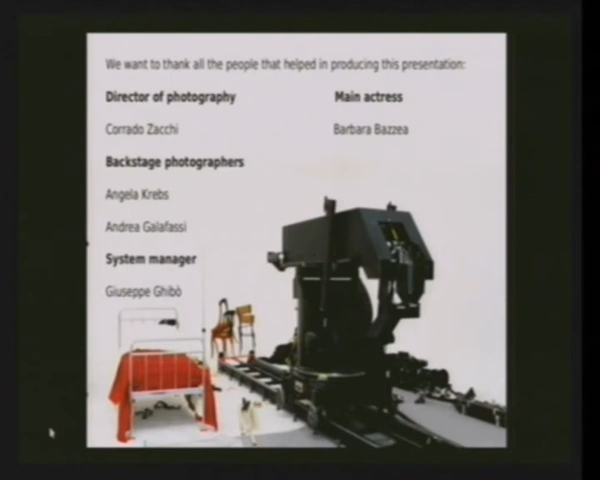 We want to thank all the people that helped in producing this presentation:
Director of photography
Main actress
Corrado Zacchi
Barbara Bazzea
Backstage photographers
Angela Krebs
Andrea Galafassi
System manager
Giuseppe Ghibò